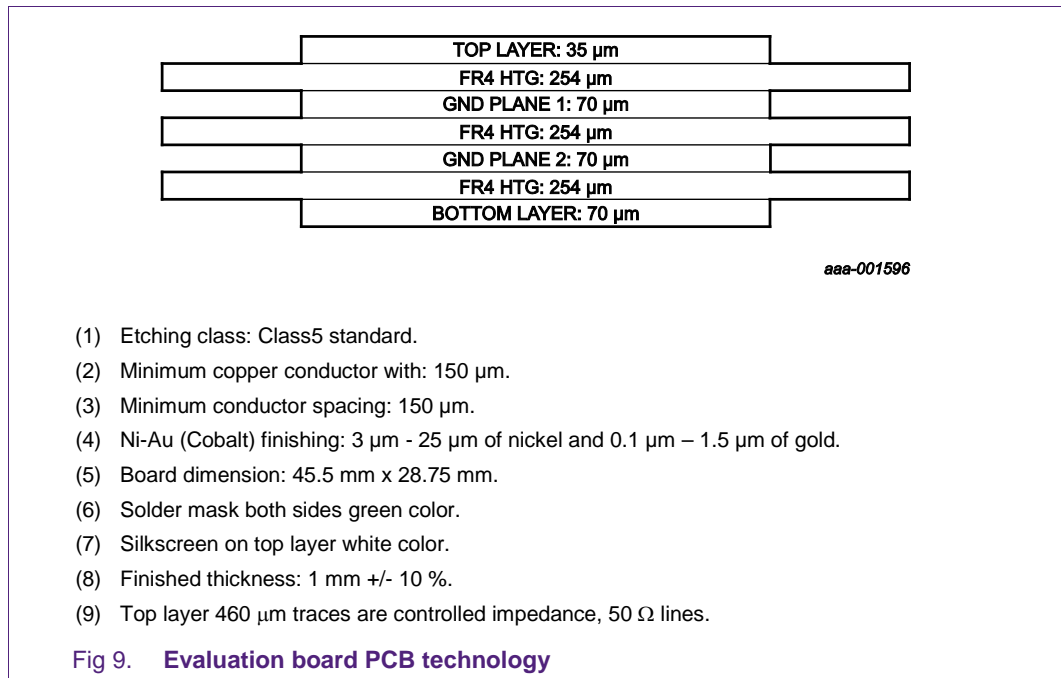 TOP LAYER: 35 µm
FR4 HTG: 254 µm
GND PLANE 1: 70 µm
FR4 HTG: 254 µm
GND PLANE 2: 70 µm
FR4 HTG: 254 µm
BOTTOM LAYER: 70 µm
aaa-001596
(1) Etching class: Class5 standard.
(2) Minimum copper conductor with: 150 µm.
(3) Minimum conductor spacing: 150 µm.
(4) Ni-Au (Cobalt) finishing: 3 µm - 25 µm of nickel and 0.1 µm – 1.5 µm of gold.
(5) Board dimension: 45.5 mm x 28.75 mm.
(6) Solder mask both sides green color.
(7) Silkscreen on top layer white color.
(8) Finished thickness: 1 mm +/- 10 %.
(9) Top layer 460 µm traces are controlled impedance, 50 Ω lines.
Fig 9. Evaluation board PCB technology